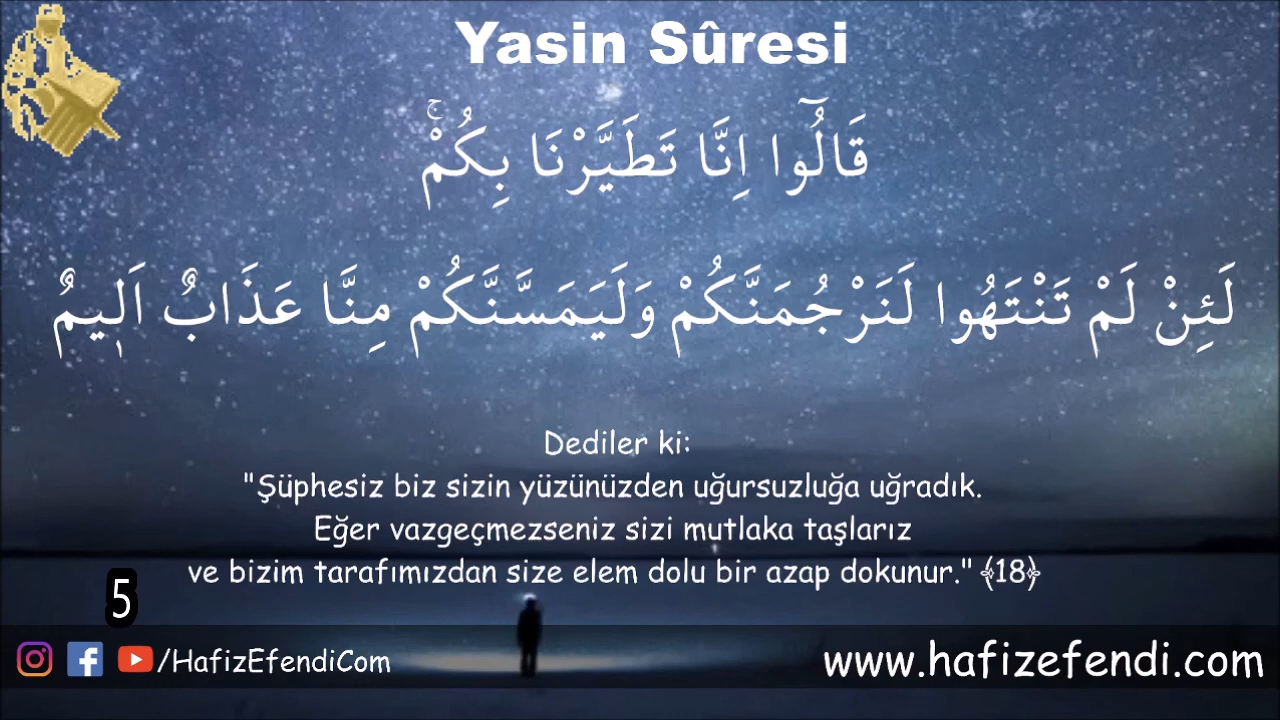 Yasin Sûresi
قَالُٓوا اِنَّا تَطَيَّرْنَا بِكُمْۚ
لَئِنْ لَمْ تَنْتَهُوا لَنَرْجُمَنَّكُمْ وَلَيَمَسَّنَّكُمْ مِنَّا عَذَابٌ اَل۪يمٌ
Dediler ki:
"Şüphesiz biz sizin yüzünüzden uğursuzluğa uğradık.
Eğer vazgeçmezseniz sizi mutlaka taşlarız
ve bizim tarafımızdan size elem dolu bir azap dokunur." ﴾18﴿
5
/HafizEfendiCom
www.hafizefendi.com